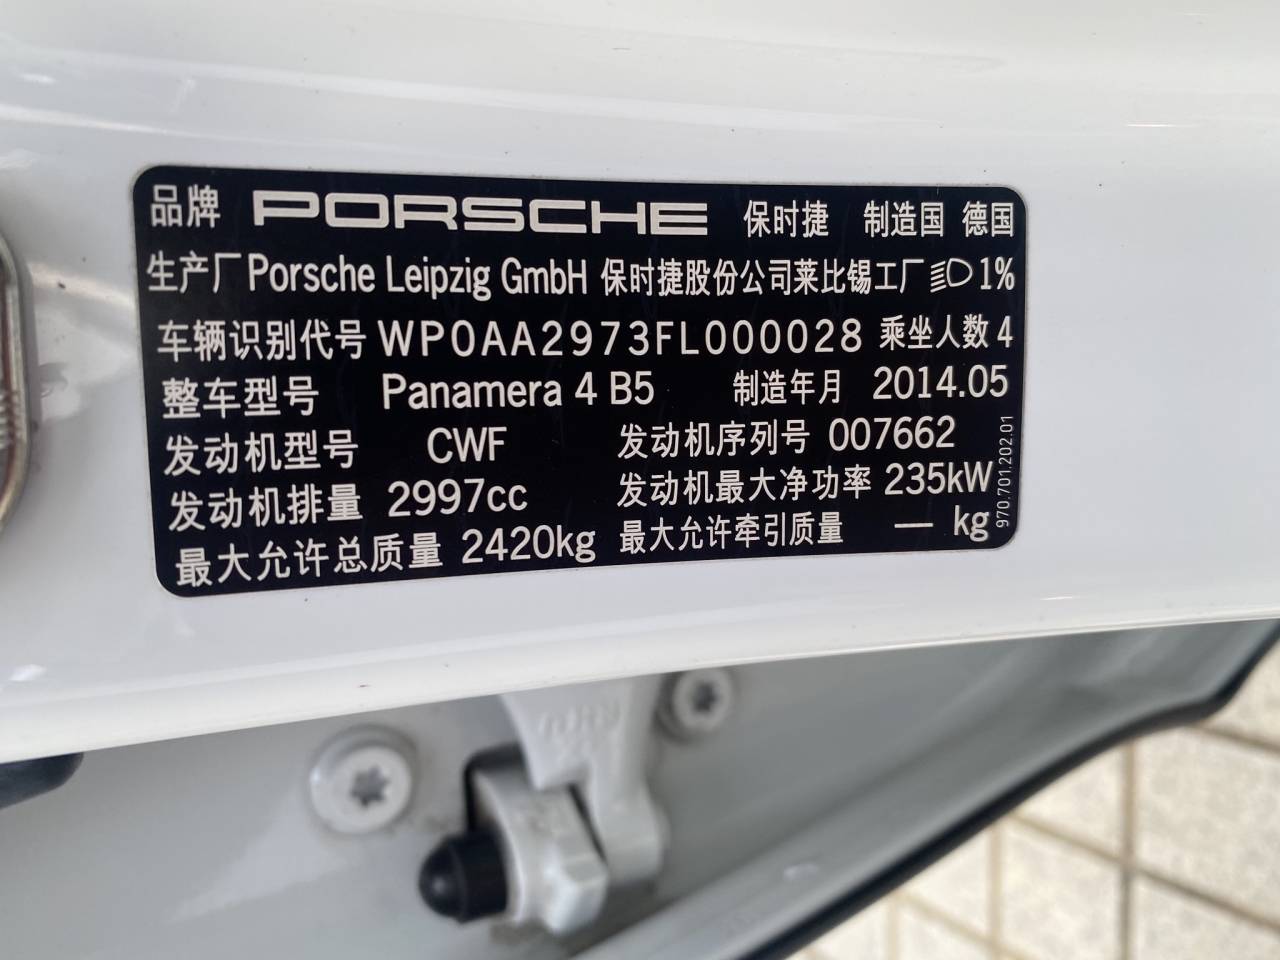 品牌 PORSCHE 保时捷 制造国 德国
生产厂 Porsche Leipzig GmbH 保时捷股份公司莱比锡工厂 1%
车辆识别代号 WP0AA2973FL000028 乘坐人数 4
整车型号 Panamera 4 B5 制造年月 2014.05
发动机型号 CWF 发动机序列号 007662
发动机排量 2997cc 发动机最大净功率 235kW
最大允许总质量 2420kg 最大允许牵引质量 — kg
970.701.202.01